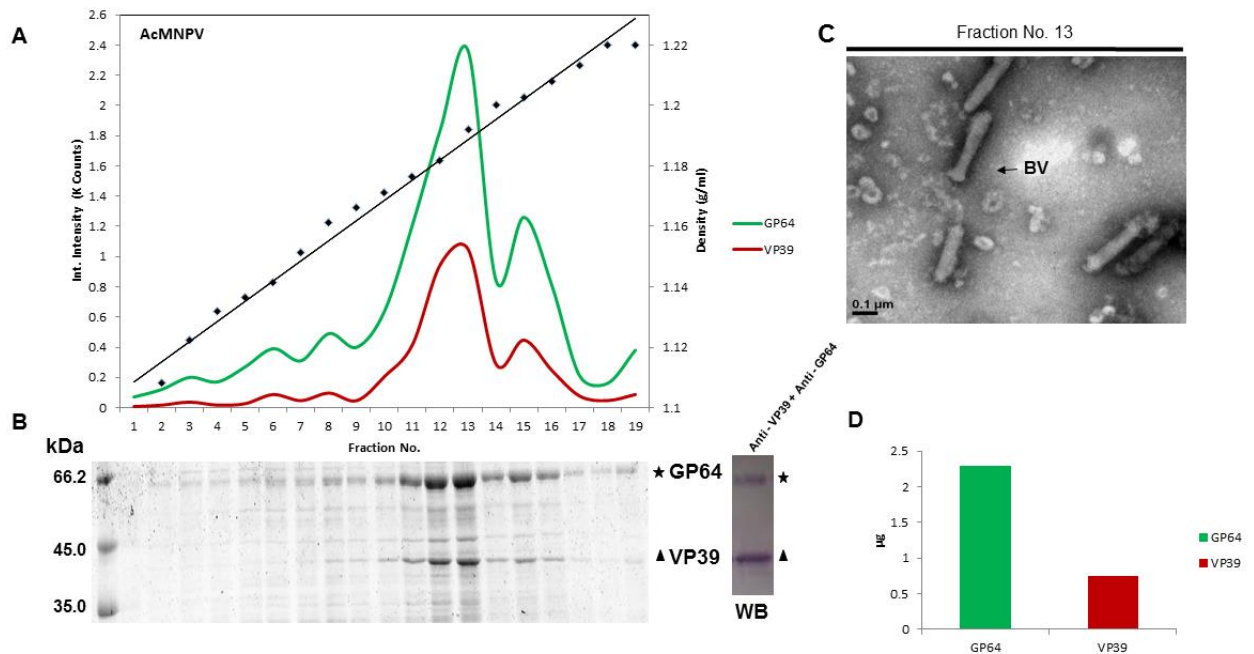 A
AcMNPV
2.6
2.4
2.2
2
1.8
1.6
1.4
1.2
1
0.8
0.6
0.4
0.2
0
Int. Intensity (K Counts)
1.22
1.20
1.18
1.16
1.14
1.12
1.1
Density (g/ml)
1 2 3 4 5 6 7 8 9 10 11 12 13 14 15 16 17 18 19
Fraction No.
GP64
VP39
B
kDa
66.2
45.0
35.0
★ GP64
▲ VP39
Anti - VP39 + Anti - GP64
★
▲
WB
C
Fraction No. 13
BV
0.1 µm
D
2.5
2
1.5
1
0.5
0
µg
GP64 VP39
GP64
VP39